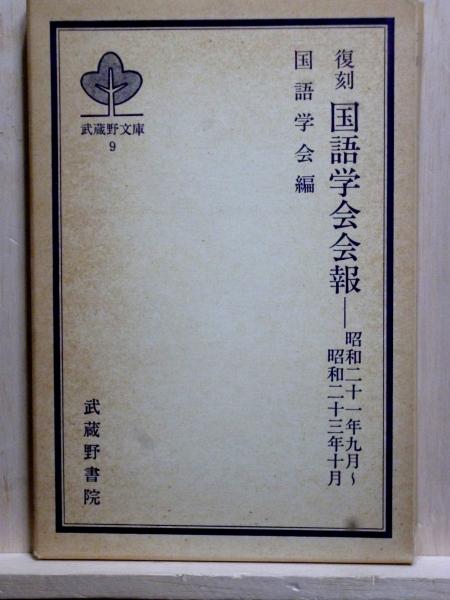 復刻 国語学会会報―昭和二十一年九月～
昭和二十三年十月
国語学会編
武蔵野文庫
9
武蔵野書院